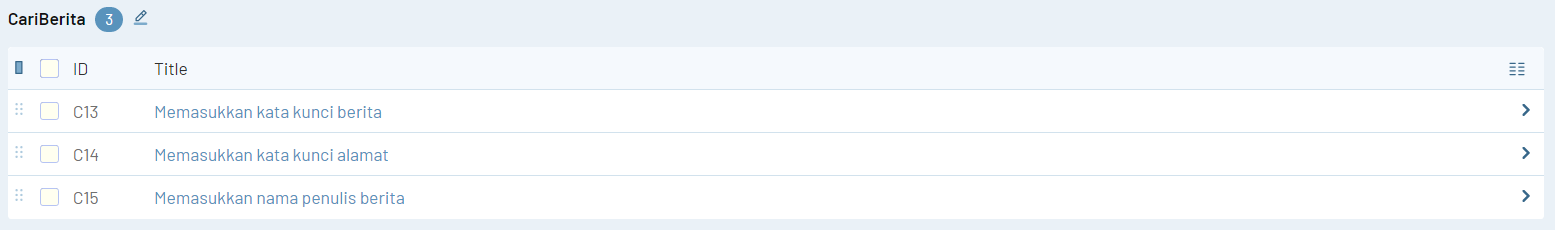 CariBerita 3
ID Title
C13 Memasukkan kata kunci berita
C14 Memasukkan kata kunci alamat
C15 Memasukkan nama penulis berita